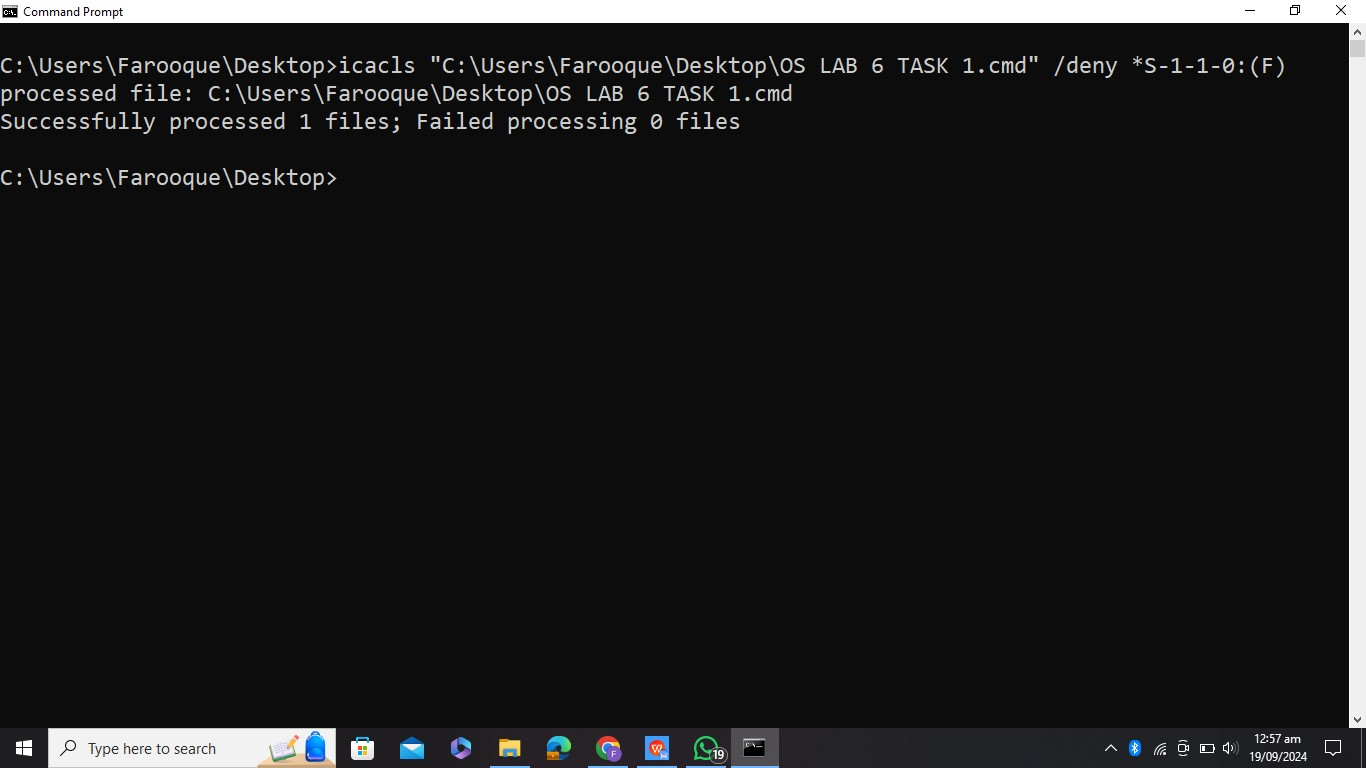 Command Prompt
C:\Users\Farooque\Desktop>icacls "C:\Users\Farooque\Desktop\OS LAB 6 TASK 1.cmd" /deny *S-1-1-0:(F)
processed file: C:\Users\Farooque\Desktop\OS LAB 6 TASK 1.cmd
Successfully processed 1 files; Failed processing 0 files
C:\Users\Farooque\Desktop>
Type here to search
F
W
19
12:57 am
19/09/2024